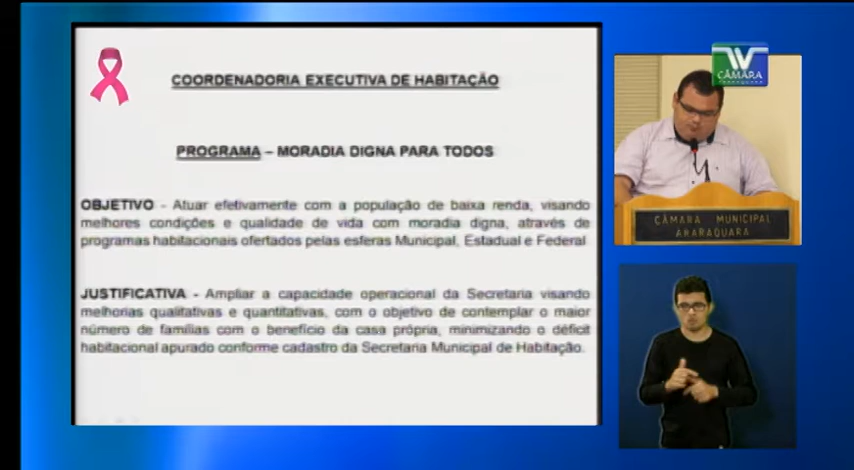 COORDENADORIA EXECUTIVA DE HABITAÇÃO
PROGRAMA – MORADIA DIGNA PARA TODOS
OBJETIVO - Atuar efetivamente com a população de baixa renda, visando
melhores condições e qualidade de vida com moradia digna, através de
programas habitacionais ofertados pelas esferas Municipal, Estadual e Federal
JUSTIFICATIVA - Ampliar a capacidade operacional da Secretaria visando
melhorias qualitativas e quantitativas, com o objetivo de contemplar o maior
número de famílias com o benefício da casa própria, minimizando o déficit
habitacional apurado conforme cadastro da Secretaria Municipal de Habitação.
TV
CÂMARA
ARARAQUARA
CÂMARA MUNICIPAL
ARARAQUARA